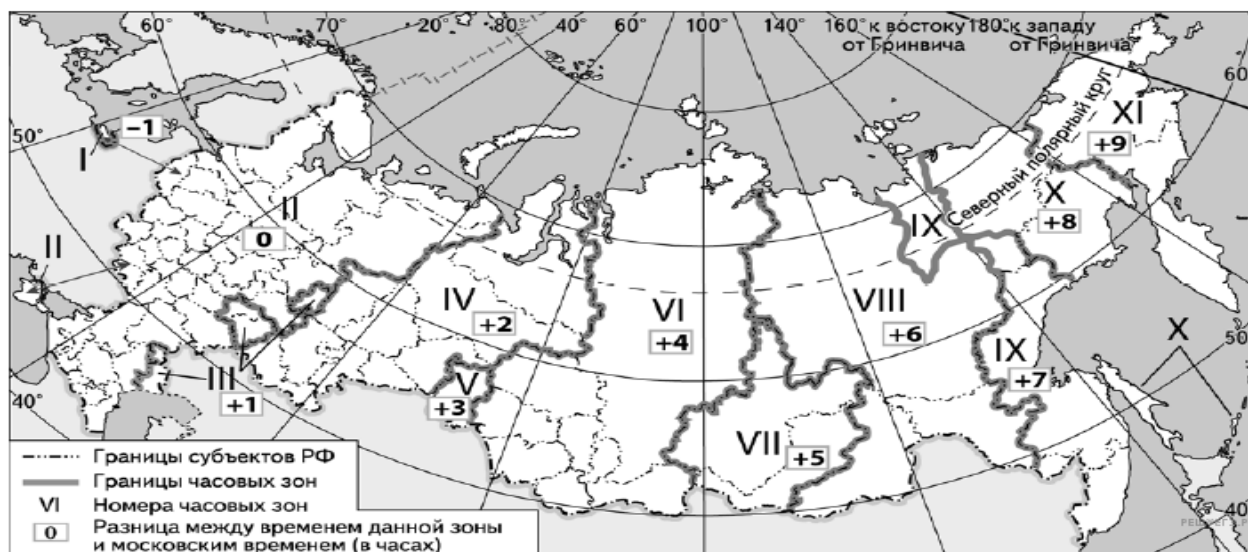 60° 70° 20° 40° 60° 80° 100° 120° 140° 160° к востоку 180° к западу
от Гринвича от Гринвича
60
Северный полярный круг
50°
–1
I
XI
+9
II
0
IX
X
+8
II
IV
+2
VI
+4
VIII
+6
X
50
V
+3
IX
+7
III
+1
40°
VII
+5
Границы субъектов РФ
Границы часовых зон
VI Номера часовых зон
0 Разница между временем данной зоны
и московским временем (в часах)
40